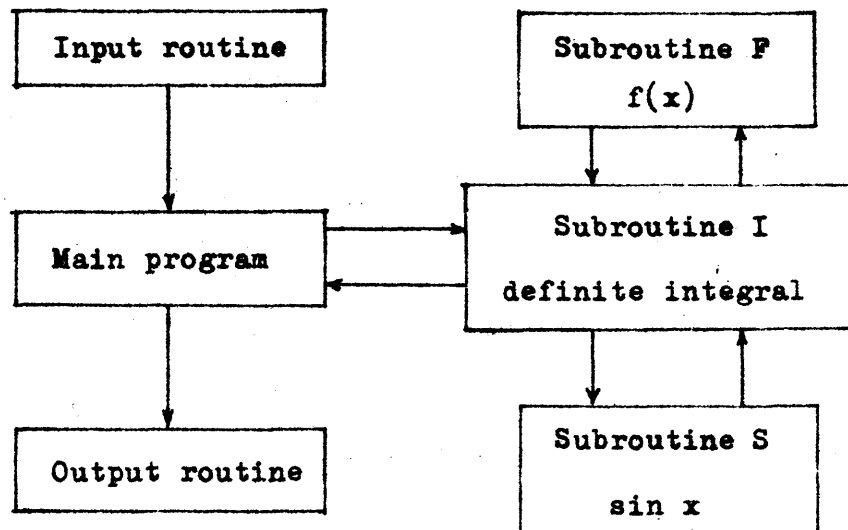 Input routine
Subroutine F
f(x)
Main program
Subroutine I
definite integral
Output routine
Subroutine S
sin x